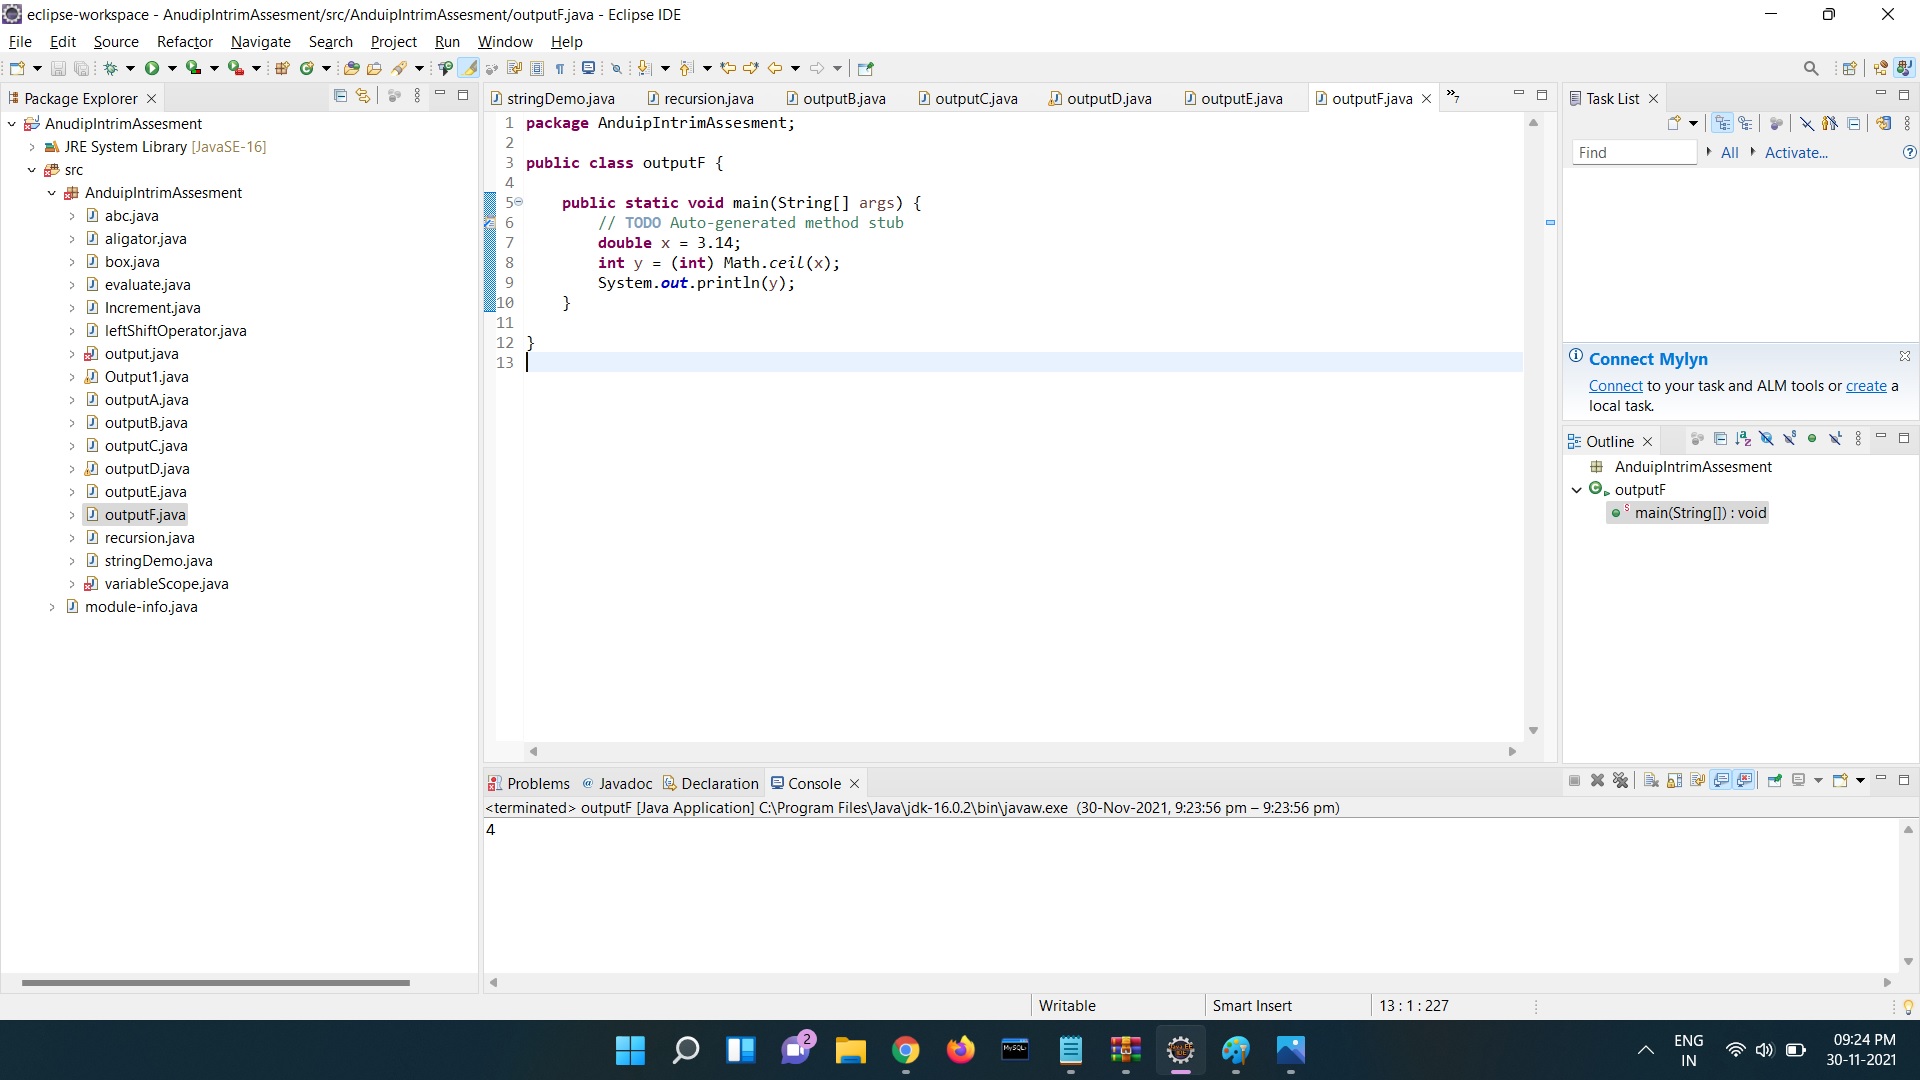 eclipse-workspace - AnudipIntrimAssesment/src/AnduipIntrimAssesment/outputF.java - Eclipse IDE
File Edit Source Refactor Navigate Search Project Run Window Help
Package Explorer
AnudipIntrimAssesment
JRE System Library [JavaSE-16]
src
AnduipIntrimAssesment
abc.java
aligator.java
box.java
evaluate.java
Increment.java
leftShiftOperator.java
output.java
Output1.java
outputA.java
outputB.java
outputC.java
outputD.java
outputE.java
outputF.java
recursion.java
stringDemo.java
variableScope.java
module-info.java
stringDemo.java recursion.java outputB.java outputC.java outputD.java outputE.java outputF.java »7
1 package AnduipIntrimAssesment;
2
3 public class outputF {
4
5 public static void main(String[] args) {
6 // TODO Auto-generated method stub
7 double x = 3.14;
8 int y = (int) Math.ceil(x);
9 System.out.println(y);
10 }
11
12 }
13
Task List
Find All Activate...
Connect Mylyn
Connect to your task and ALM tools or create a
local task.
Outline
AnduipIntrimAssesment
outputF
main(String[]) : void
Problems Javadoc Declaration Console
<terminated> outputF [Java Application] C:\Program Files\Java\jdk-16.0.2\bin\javaw.exe (30-Nov-2021, 9:23:56 pm – 9:23:56 pm)
4
Writable Smart Insert 13 : 1 : 227
2
MySQL
ENG
IN
09:24 PM
30-11-2021